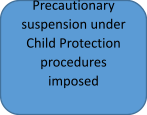 Precautionary
suspension under
Child Protection
procedures
imposed